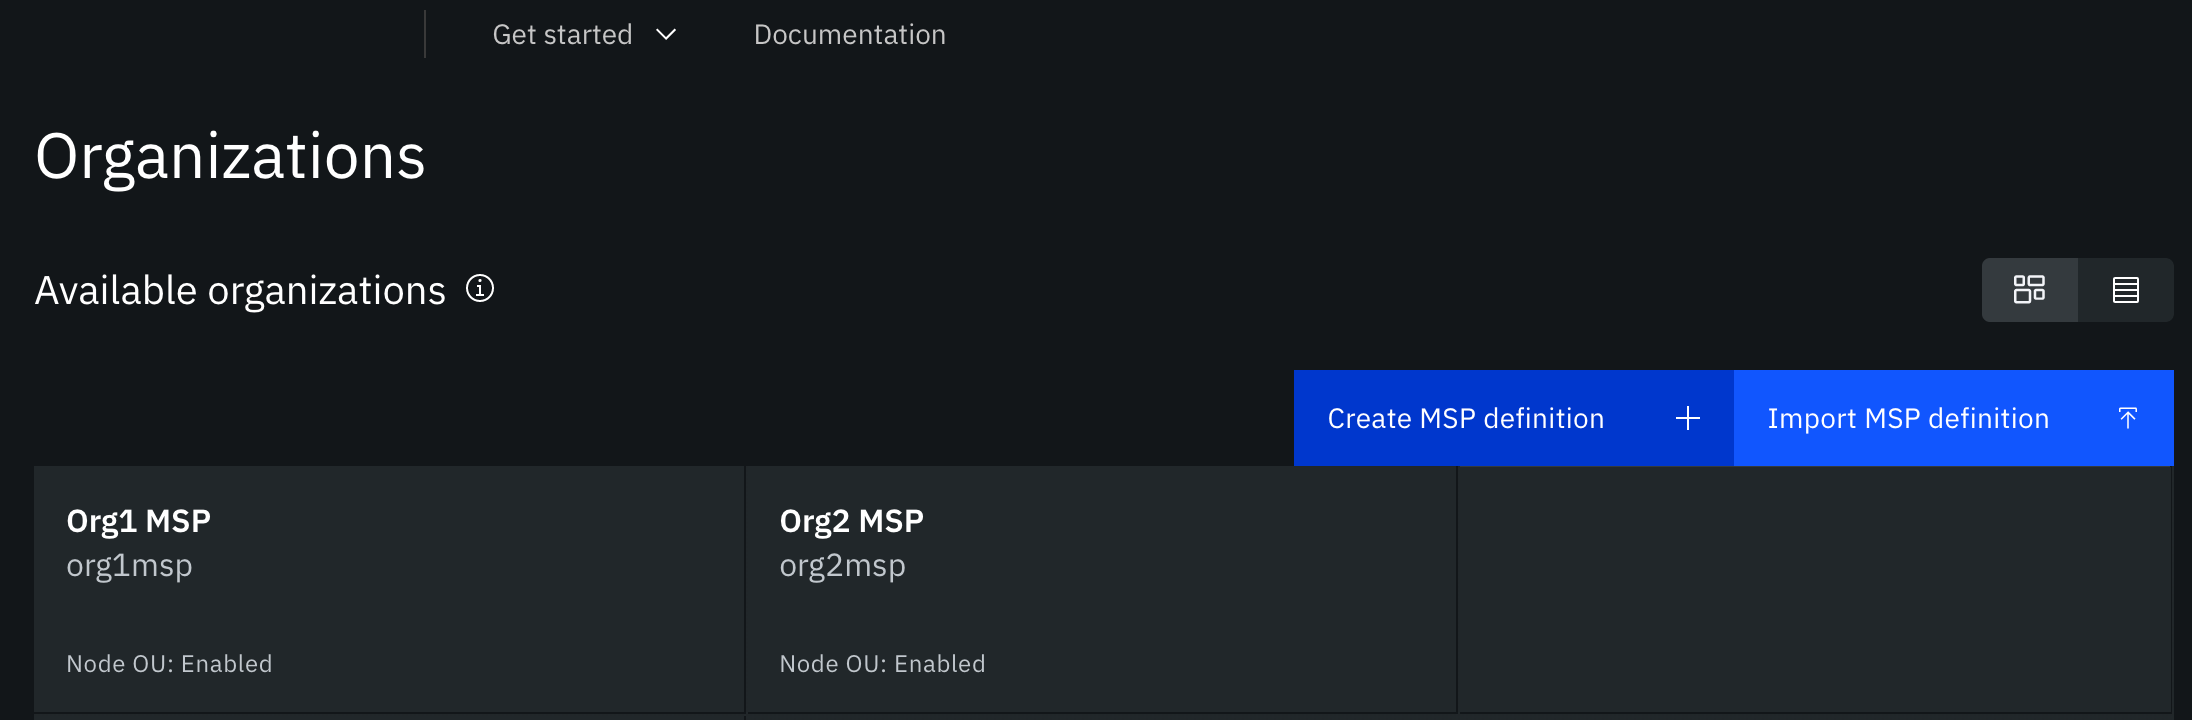 Get started
Documentation
Organizations
Available organizations
Create MSP definition
Import MSP definition
Org1 MSP
org1msp
Node OU: Enabled
Org2 MSP
org2msp
Node OU: Enabled